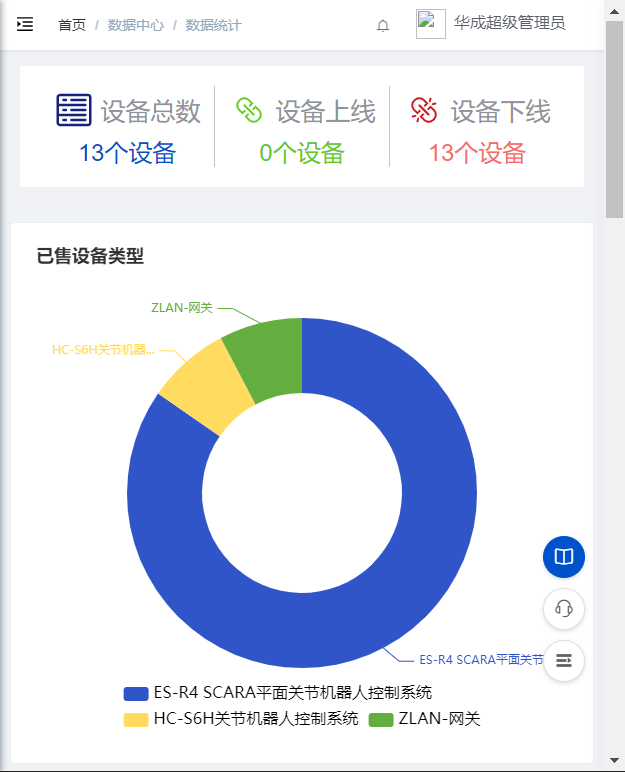 首页 / 数据中心 / 数据统计
华成超级管理员
设备总数 设备上线 设备下线
13个设备 0个设备 13个设备
已售设备类型
ZLAN-网关
HC-S6H关节机器...
ES-R4 SCARA平面关节
ES-R4 SCARA平面关节机器人控制系统
HC-S6H关节机器人控制系统 ZLAN-网关